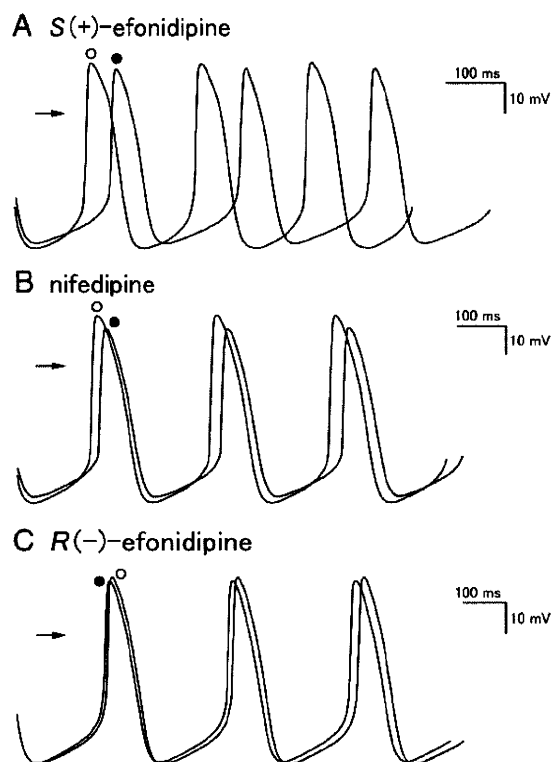 A S(+)-efonidipine
100 ms
10 mV
B nifedipine
100 ms
10 mV
C R(−)-efonidipine
100 ms
10 mV